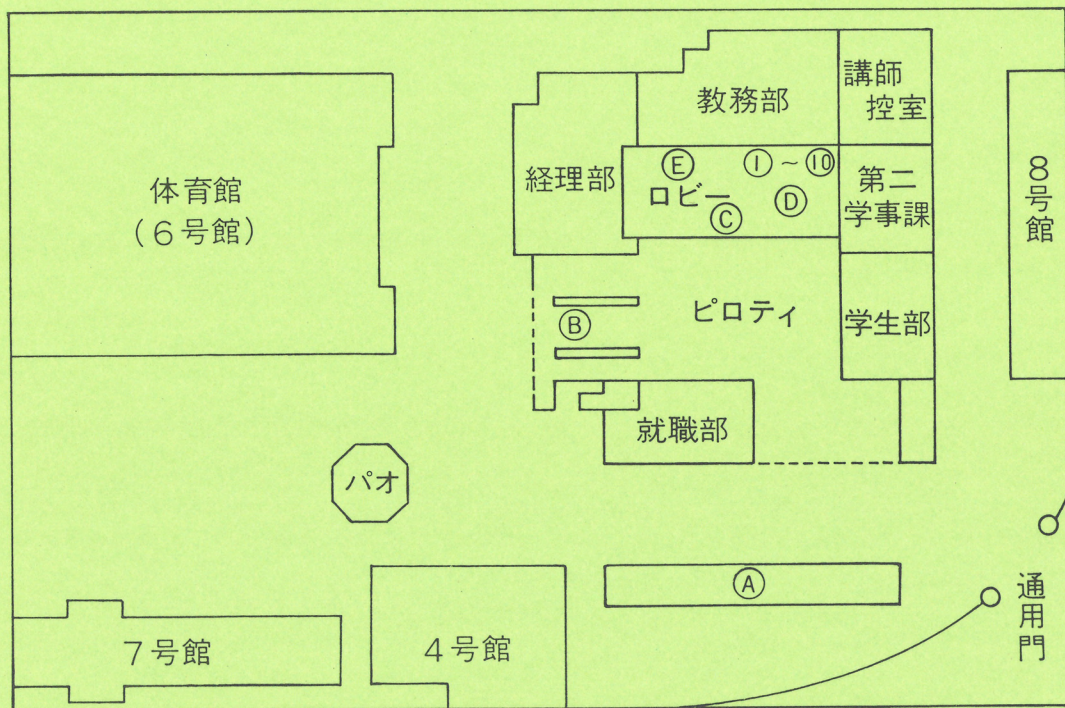 教務部
講師
控室
体育館
(6号館)
経理部
Ⓔ
①~⑩
ロビー
Ⓒ
Ⓓ
第二
学事課
8号館
Ⓑ
ピロティ
学生部
就職部
パオ
Ⓐ
通用門
7号館
4号館